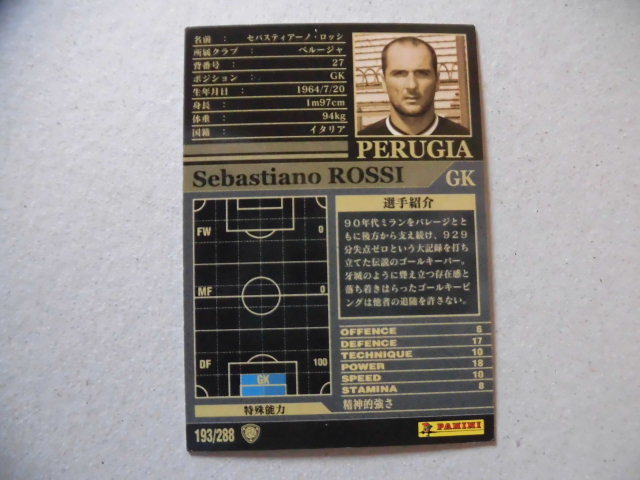 名前 : セバスティアーノ・ロッシ
所属クラブ : ペルージャ
背番号 : 27
ポジション : GK
生年月日 : 1964/7/20
身長 : 1m97cm
体重 : 94kg
国籍 : イタリア
PERUGIA
Sebastiano ROSSI GK
FW 0
MF 0
DF 100
GK
選手紹介
90年代ミランをバレージとと
もに後方から支え続け、929
分失点ゼロという大記録を打ち
立てた伝説のゴールキーパー。
牙城のように聳え立つ存在感と
落ち着きはらったゴールキーピ
ングは他者の追随を許さない。
OFFENCE 6
DEFENCE 17
TECHNIQUE 10
POWER 18
SPEED 10
STAMINA 8
特殊能力 精神的強さ
193/288
PANINI